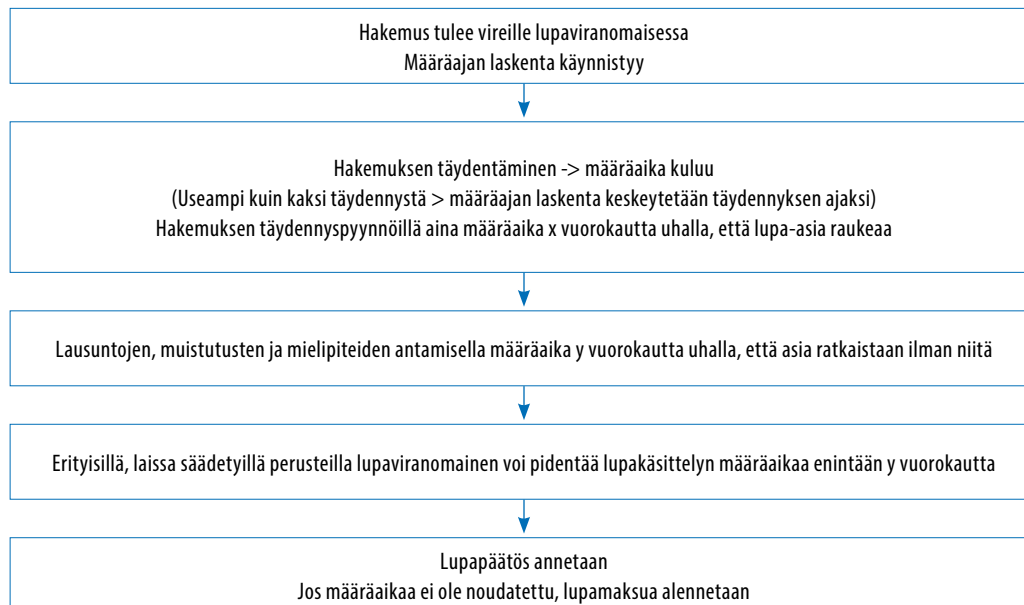 Hakemus tulee vireille lupaviranomaisessa
Määräajan laskenta käynnistyy
Hakemuksen täydentäminen -> määräaika kuluu
(Useampi kuin kaksi täydennystä > määräajan laskenta keskeytetään täydennyksen ajaksi)
Hakemuksen täydennyspyynnöillä aina määräaika x vuorokautta uhalla, että lupa-asia raukeaa
Lausuntojen, muistutusten ja mielipiteiden antamisella määräaika y vuorokautta uhalla, että asia ratkaistaan ilman niitä
Erityisillä, laissa säädetyillä perusteilla lupaviranomainen voi pidentää lupakäsittelyn määräaikaa enintään y vuorokautta
Lupapäätös annetaan
Jos määräaikaa ei ole noudatettu, lupamaksua alennetaan